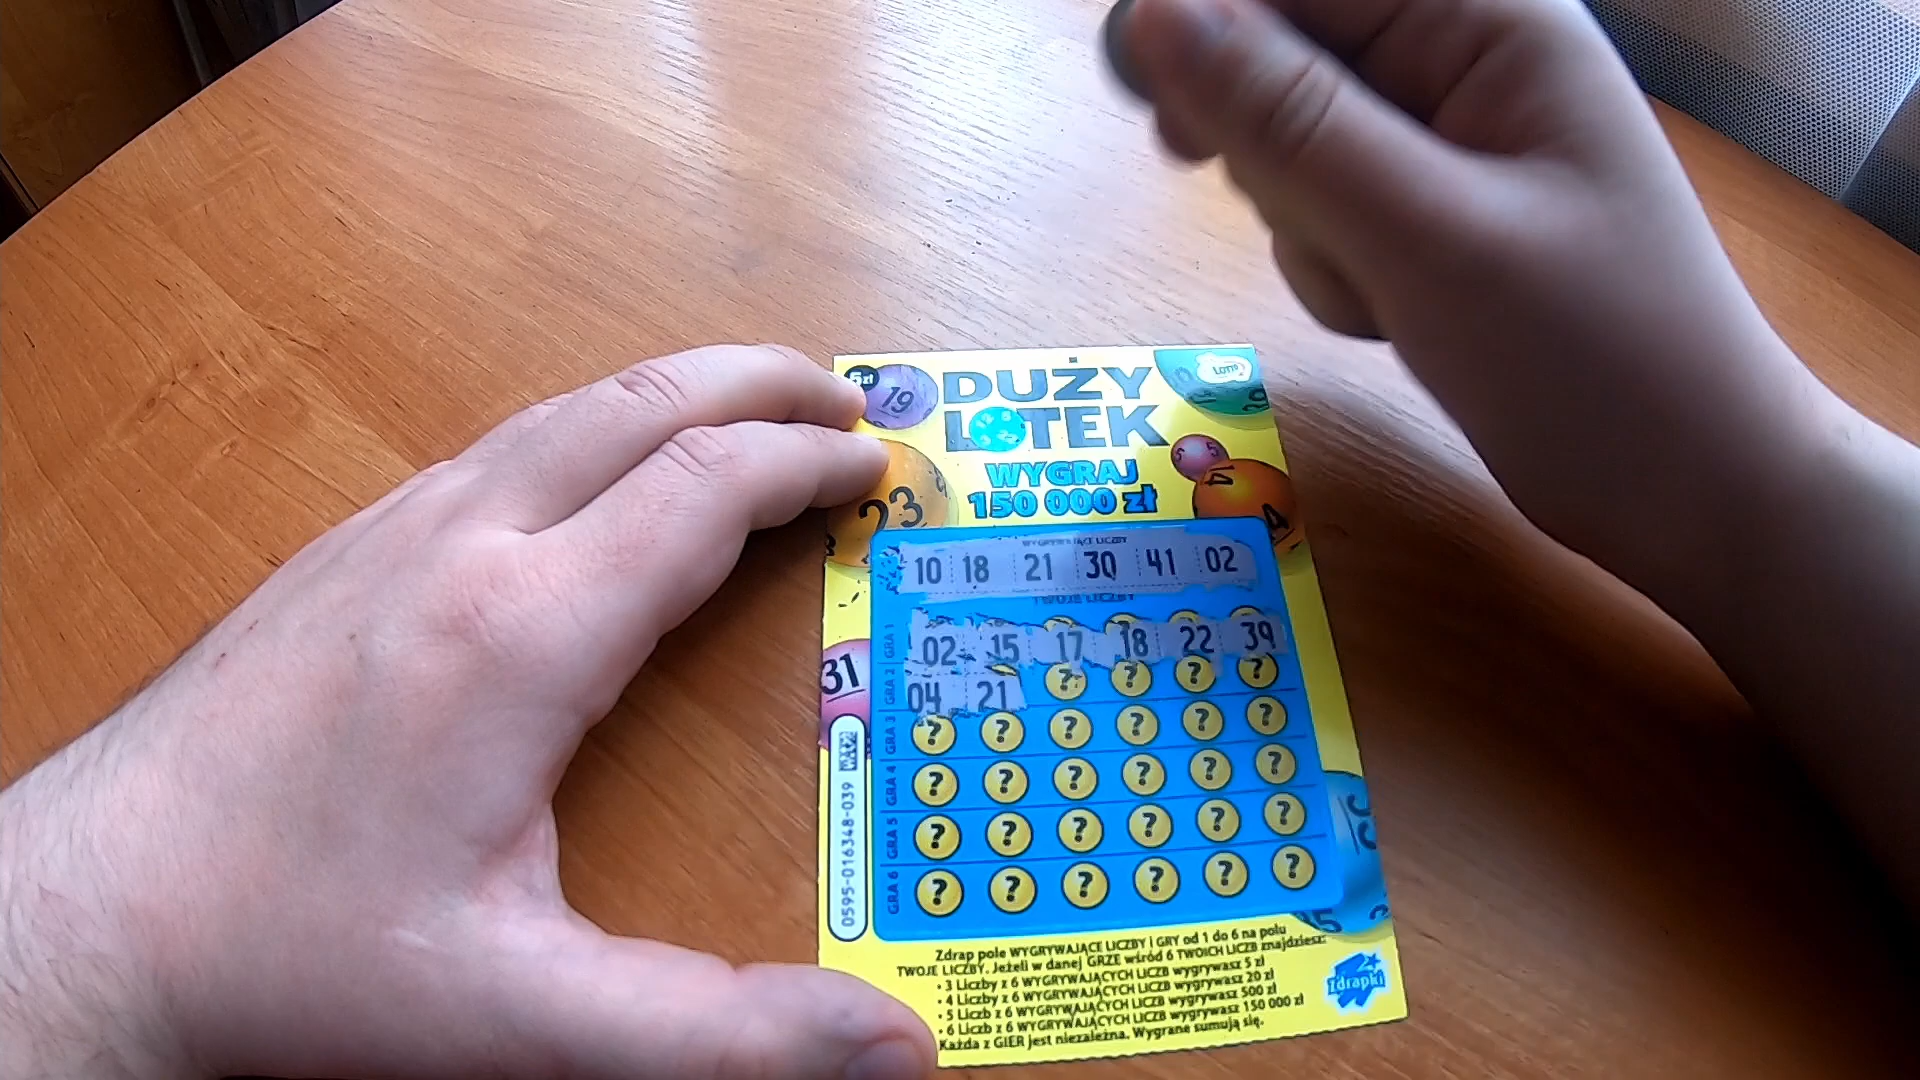 5zł
19
DUŻY
LOTEK
LOTTO
WYGRAJ
150 000 zł
5
14
23
31
WYGRYWAJĄCE LICZBY
10 18 21 30 41 02
TWOJE LICZBY
GRA 1 02 15 17 18 22 39
GRA 2 04 21 ? ? ? ?
GRA 3 ? ? ? ? ? ?
GRA 4 ? ? ? ? ? ?
GRA 5 ? ? ? ? ? ?
GRA 6 ? ? ? ? ? ?
0595-016348-039
Zdrap pole WYGRYWAJĄCE LICZBY i GRY od 1 do 6 na polu
TWOJE LICZBY. Jeżeli w danej GRZE wśród 6 TWOICH LICZB znajdziesz:
• 3 Liczby z 6 WYGRYWAJĄCYCH LICZB wygrywasz 5 zł
• 4 Liczby z 6 WYGRYWAJĄCYCH LICZB wygrywasz 20 zł
• 5 Liczb z 6 WYGRYWAJĄCYCH LICZB wygrywasz 500 zł
• 6 Liczb z 6 WYGRYWAJĄCYCH LICZB wygrywasz 150 000 zł
Każda z GIER jest niezależna. Wygrane sumują się.
Zdrapki